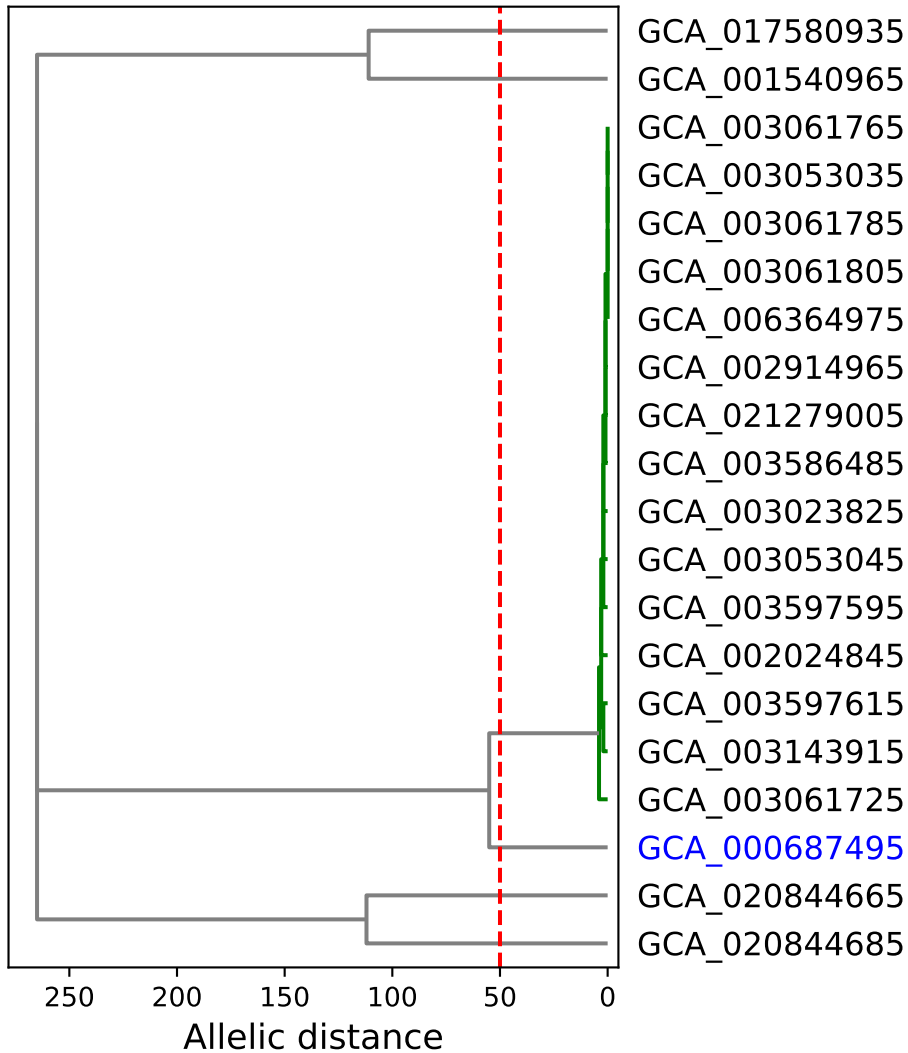 GCA_017580935
GCA_001540965
GCA_003061765
GCA_003053035
GCA_003061785
GCA_003061805
GCA_006364975
GCA_002914965
GCA_021279005
GCA_003586485
GCA_003023825
GCA_003053045
GCA_003597595
GCA_002024845
GCA_003597615
GCA_003143915
GCA_003061725
GCA_000687495
GCA_020844665
GCA_020844685
250 200 150 100 50 0
Allelic distance